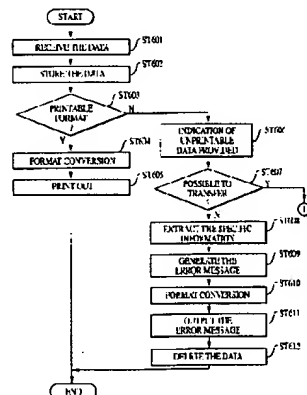 START
RECEIVE THE DATA
ST601
STORE THE DATA
ST602
PRINTABLE
FORMAT
ST603
N
Y
FORMAT CONVERSION
ST604
PRINT OUT
ST605
INDICATION OF
UNPRINTABLE
DATA PROVIDED
ST606
POSSIBLE TO
TRANSFER
ST607
Y
1
N
EXTRACT THE SPECIFIC
INFORMATION
ST608
GENERATE THE
ERROR MESSAGE
ST609
FORMAT CONVERSION
ST610
OUTPUT THE
ERROR MESSAGE
ST611
DELETE THE DATA
ST612
END